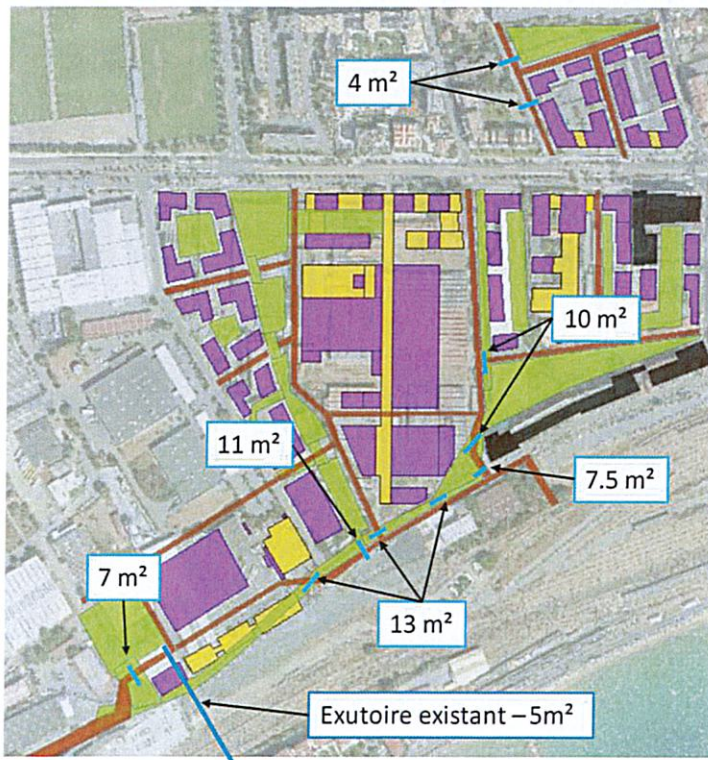 4 m²
10 m²
11 m²
7.5 m²
7 m²
13 m²
Exutoire existant – 5m²